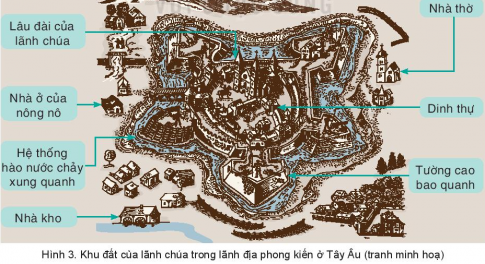 Nhà thờ
Lâu đài của
lãnh chúa
Nhà ở của
nông nô
Dinh thự
Hệ thống
hào nước chảy
xung quanh
Tường cao
bao quanh
Nhà kho
Hình 3. Khu đất của lãnh chúa trong lãnh địa phong kiến ở Tây Âu (tranh minh hoạ)